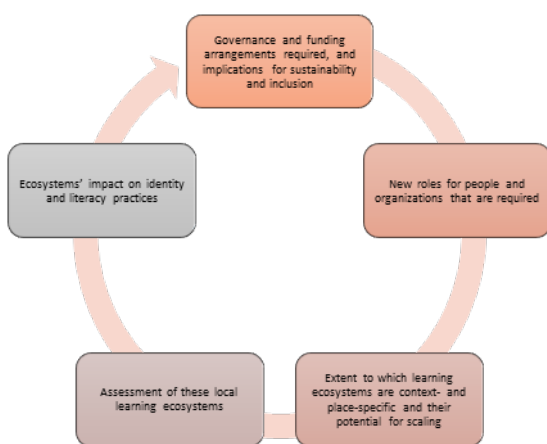 Governance and funding
arrangements required, and
implications for sustainability
and inclusion
New roles for people and
organizations that are required
Extent to which learning
ecosystems are context- and
place-specific and their
potential for scaling
Assessment of these local
learning ecosystems
Ecosystems’ impact on identity
and literacy practices